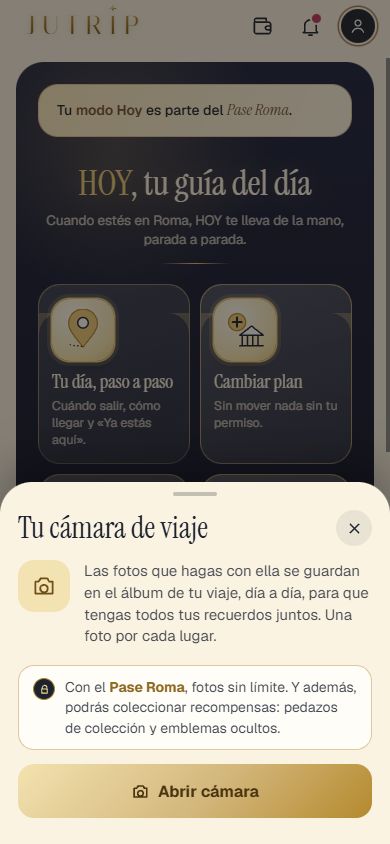 JUTRIP
Tu modo Hoy es parte del Pase Roma.
HOY, tu guía del día
Cuando estés en Roma, HOY te lleva de la mano,
parada a parada.
Tu día, paso a paso
Cuándo salir, cómo
llegar y «Ya estás
aquí».
Cambiar plan
Sin mover nada sin tu
permiso.
Tu cámara de viaje
Las fotos que hagas con ella se guardan
en el álbum de tu viaje, día a día, para que
tengas todos tus recuerdos juntos. Una
foto por cada lugar.
Con el Pase Roma, fotos sin límite. Y además,
podrás coleccionar recompensas: pedazos
de colección y emblemas ocultos.
Abrir cámara